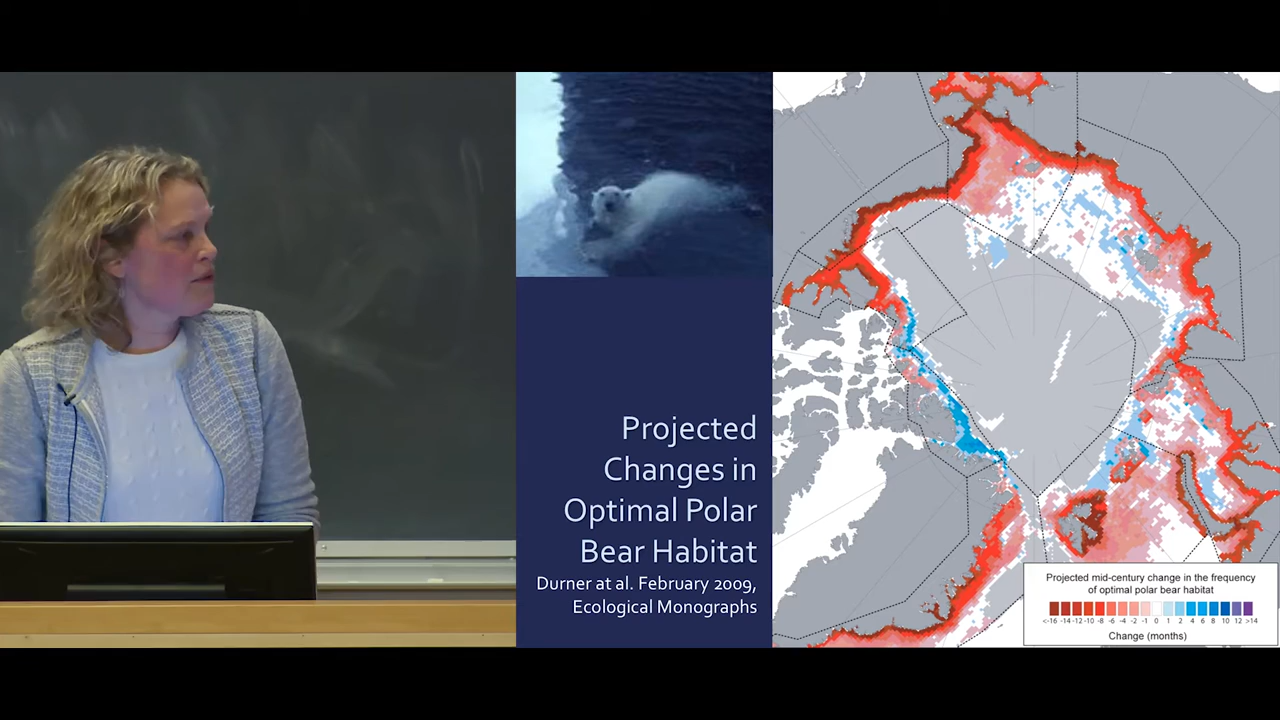 Projected
Changes in
Optimal Polar
Bear Habitat
Durner at al. February 2009,
Ecological Monographs
Projected mid-century change in the frequency
of optimal polar bear habitat
<-16 -14 -12 -10 -8 -6 -4 -2 -1 0 1 2 4 6 8 10 12 >14
Change (months)